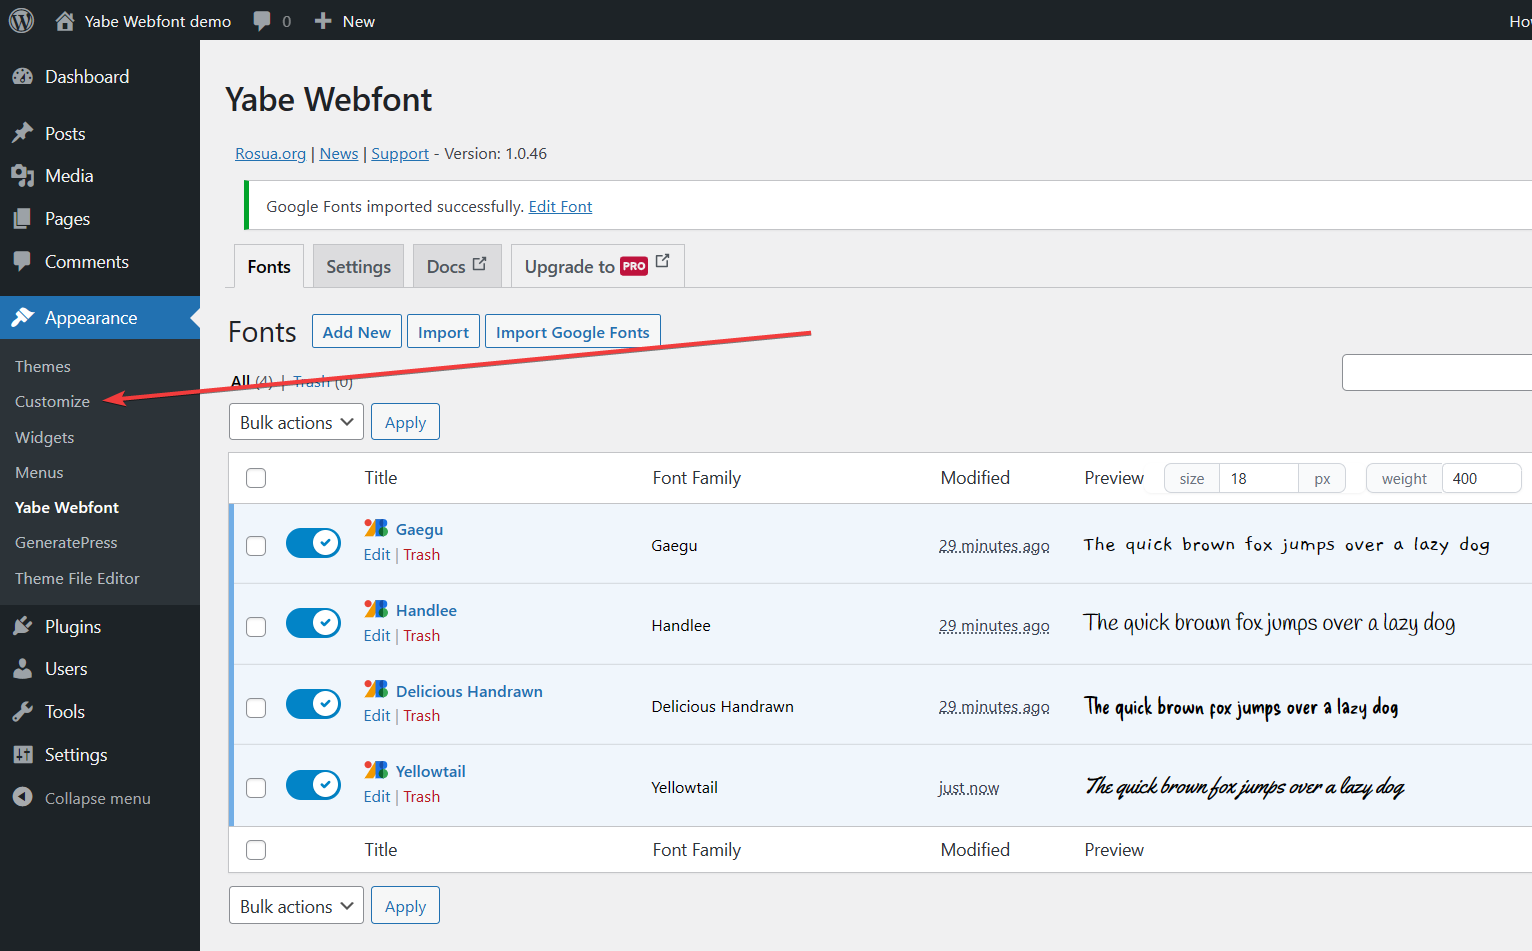 Yabe Webfont demo 0 New Ho
Dashboard
Posts
Media
Pages
Comments
Appearance
Themes
Customize
Widgets
Menus
Yabe Webfont
GeneratePress
Theme File Editor
Plugins
Users
Tools
Settings
Collapse menu
Yabe Webfont
Rosua.org | News | Support - Version: 1.0.46
Google Fonts imported successfully. Edit Font
Fonts Settings Docs Upgrade to PRO
Fonts Add New Import Import Google Fonts
All (4) | Trash (0)
Bulk actions Apply
Title Font Family Modified Preview size 18 px weight 400
Gaegu
Edit | Trash
Gaegu 29 minutes ago The quick brown fox jumps over a lazy dog
Handlee
Edit | Trash
Handlee 29 minutes ago The quick brown fox jumps over a lazy dog
Delicious Handrawn
Edit | Trash
Delicious Handrawn 29 minutes ago The quick brown fox jumps over a lazy dog
Yellowtail
Edit | Trash
Yellowtail just now The quick brown fox jumps over a lazy dog
Title Font Family Modified Preview
Bulk actions Apply